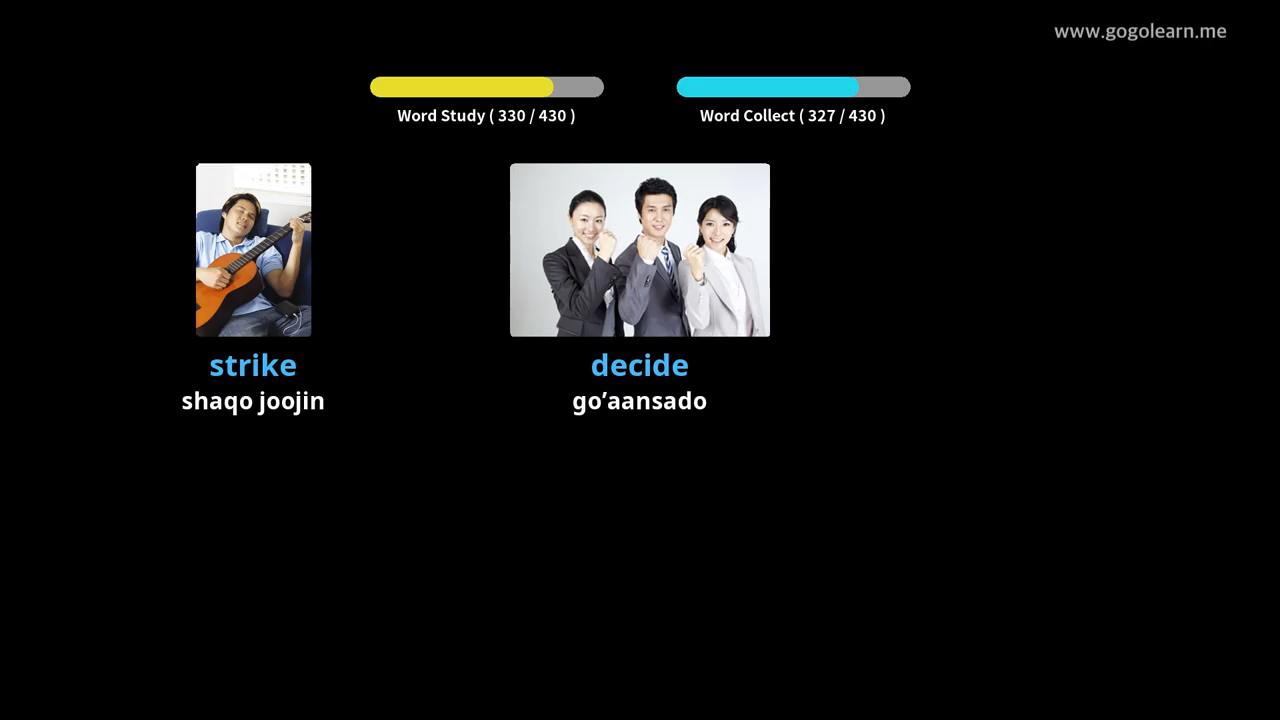 www.gogolearn.me
Word Study ( 330 / 430 )
Word Collect ( 327 / 430 )
strike
shaqo joojin
decide
go’aansado